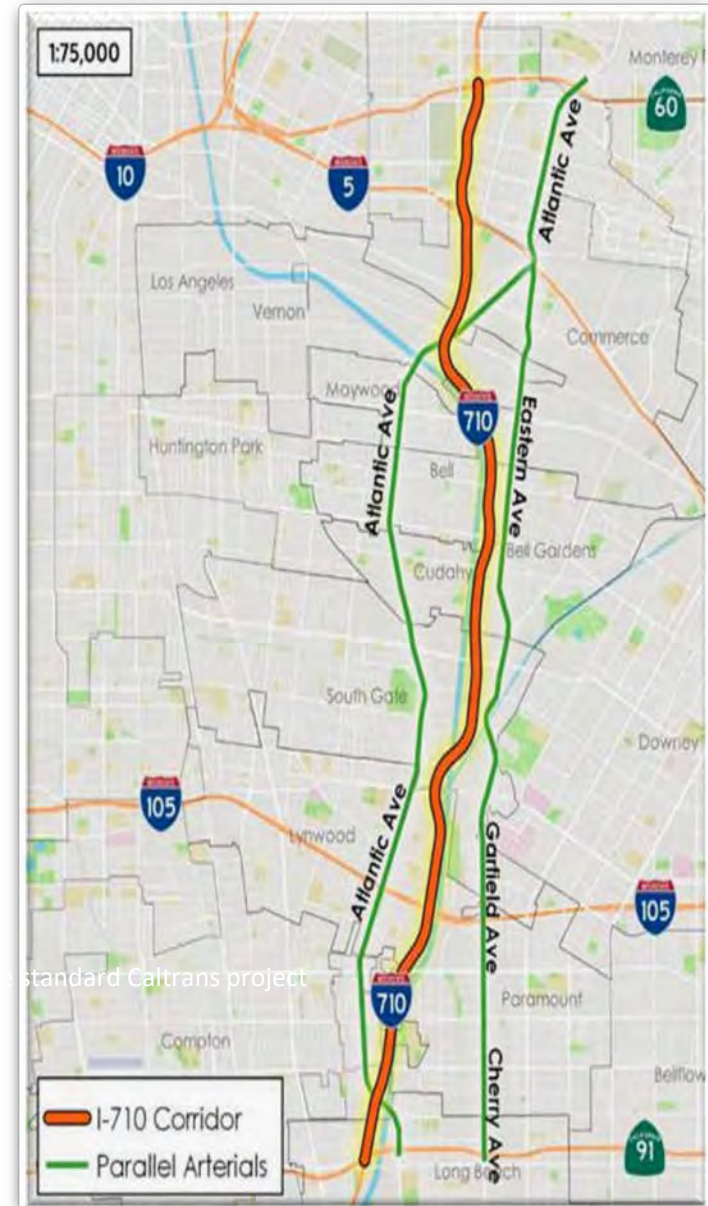 1:75,000
Monterey
60
10
5
Atlantic Ave
Los Angeles
Vernon
Commerce
Maywood
710
Atlantic Ave
Eastern Ave
Huntington Park
Bell
Bell Gardens
Cudahy
South Gate
Downey
105
Atlantic Ave
Lynwood
Garfield Ave
105
standard Caltrans project
710
Paramount
Compton
Cherry Ave
Bellflow
I-710 Corridor
Parallel Arterials
91
Long Beach